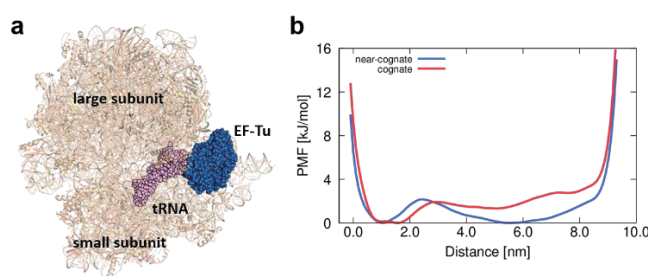 a
large subunit
EF-Tu
tRNA
small subunit
b
near-cognate
cognate
PMF [kJ/mol]
16
12
8
4
0
0.0 2.0 4.0 6.0 8.0 10.0
Distance [nm]